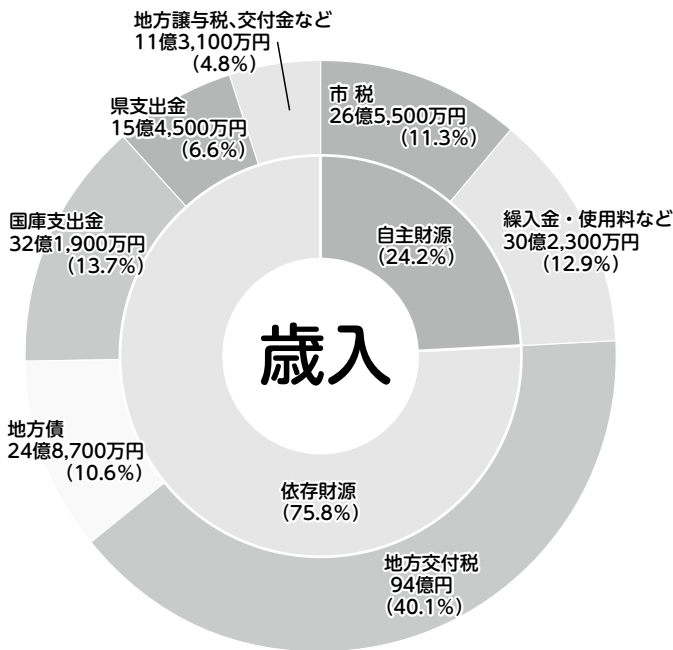 地方譲与税、交付金など
11億3,100万円
(4.8%)
市 税
26億5,500万円
(11.3%)
県支出金
15億4,500万円
(6.6%)
国庫支出金
32億1,900万円
(13.7%)
自主財源
(24.2%)
繰入金・使用料など
30億2,300万円
(12.9%)
歳入
地方債
24億8,700万円
(10.6%)
依存財源
(75.8%)
地方交付税
94億円
(40.1%)